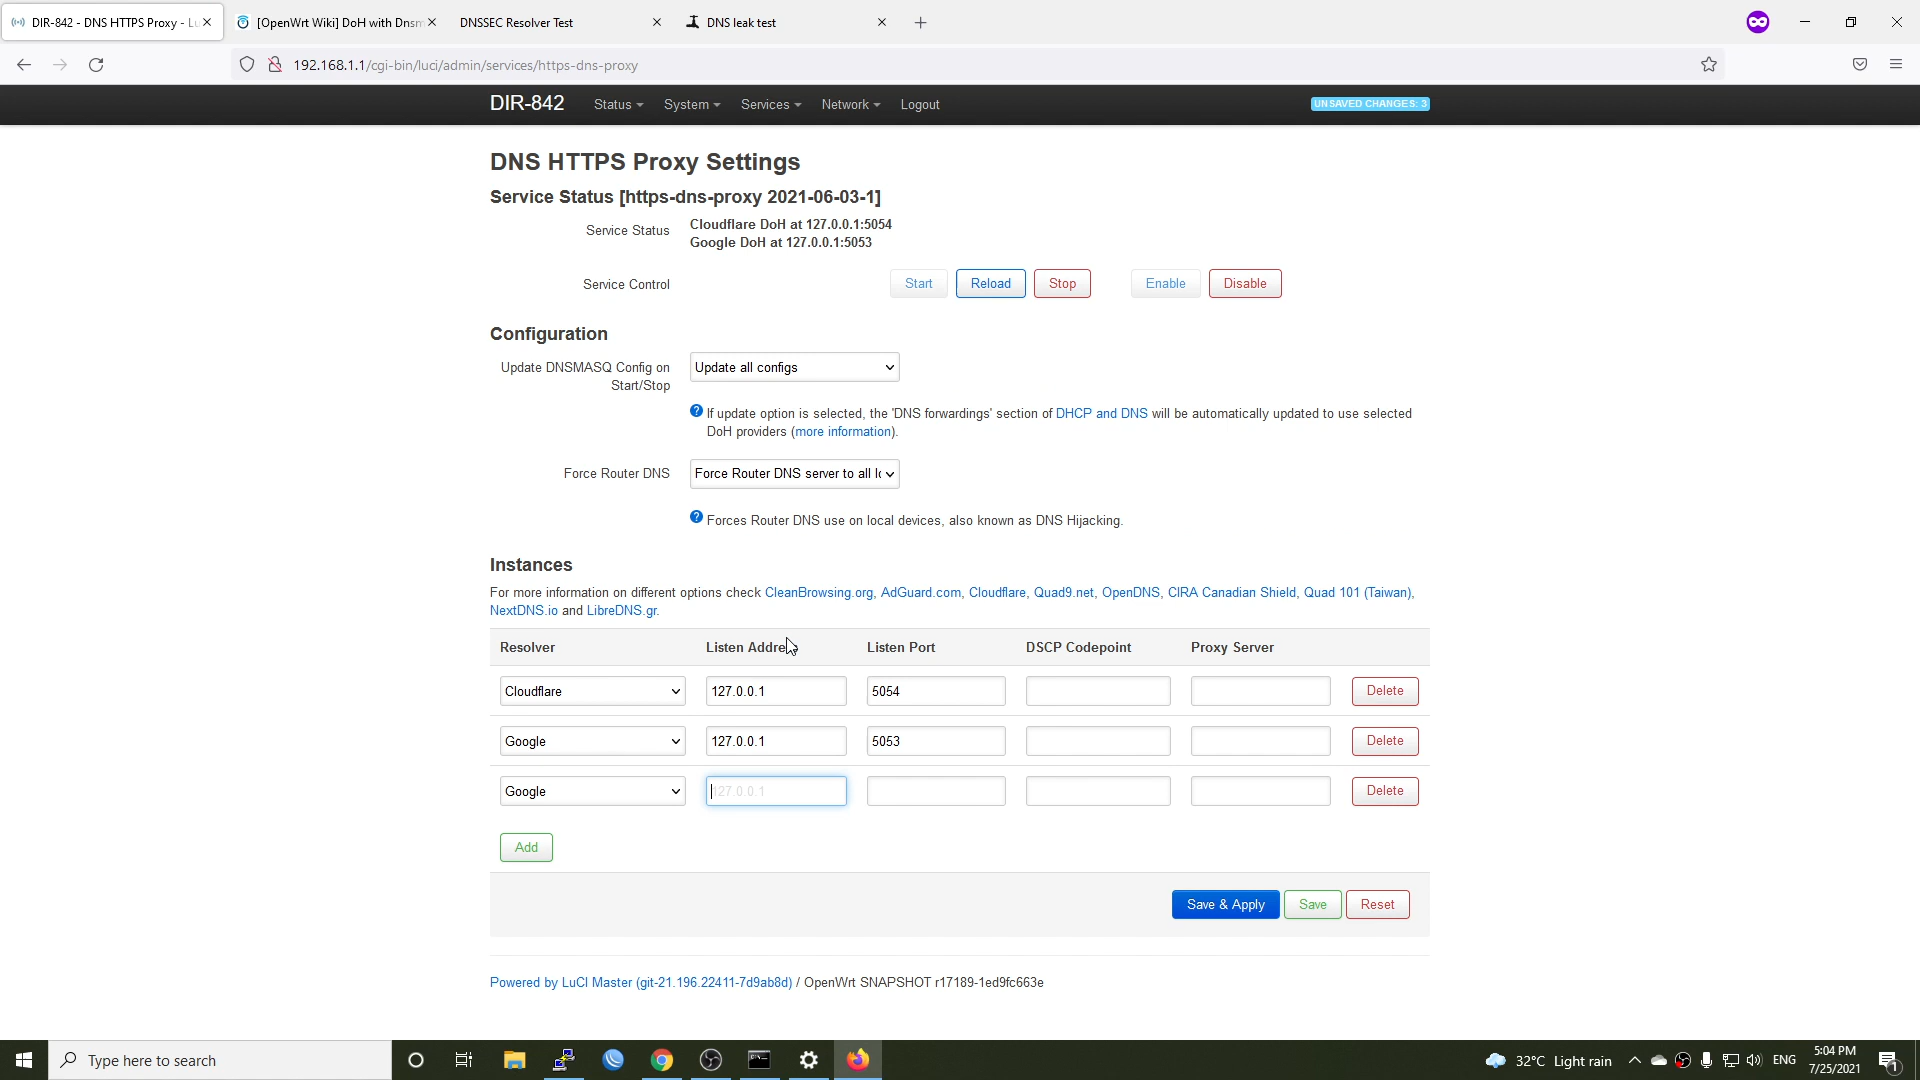 DIR-842 - DNS HTTPS Proxy - Lu
[OpenWrt Wiki] DoH with Dnsm
DNSSEC Resolver Test
DNS leak test
192.168.1.1/cgi-bin/luci/admin/services/https-dns-proxy
DIR-842
Status
System
Services
Network
Logout
UNSAVED CHANGES: 3
DNS HTTPS Proxy Settings
Service Status [https-dns-proxy 2021-06-03-1]
Service Status
Cloudflare DoH at 127.0.0.1:5054
Google DoH at 127.0.0.1:5053
Service Control
Start
Reload
Stop
Enable
Disable
Configuration
Update DNSMASQ Config on
Start/Stop
Update all configs
If update option is selected, the 'DNS forwardings' section of DHCP and DNS will be automatically updated to use selected
DoH providers (more information).
Force Router DNS
Force Router DNS server to all lo
Forces Router DNS use on local devices, also known as DNS Hijacking.
Instances
For more information on different options check CleanBrowsing.org, AdGuard.com, Cloudflare, Quad9.net, OpenDNS, CIRA Canadian Shield, Quad 101 (Taiwan),
NextDNS.io and LibreDNS.gr.
Resolver
Listen Addre
Listen Port
DSCP Codepoint
Proxy Server
Cloudflare
127.0.0.1
5054
Delete
Google
127.0.0.1
5053
Delete
Google
127.0.0.1
Delete
Add
Save & Apply
Save
Reset
Powered by LuCI Master (git-21.196.22411-7d9ab8d) / OpenWrt SNAPSHOT r17189-1ed9fc663e
Type here to search
32°C Light rain
ENG
5:04 PM
7/25/2021
1